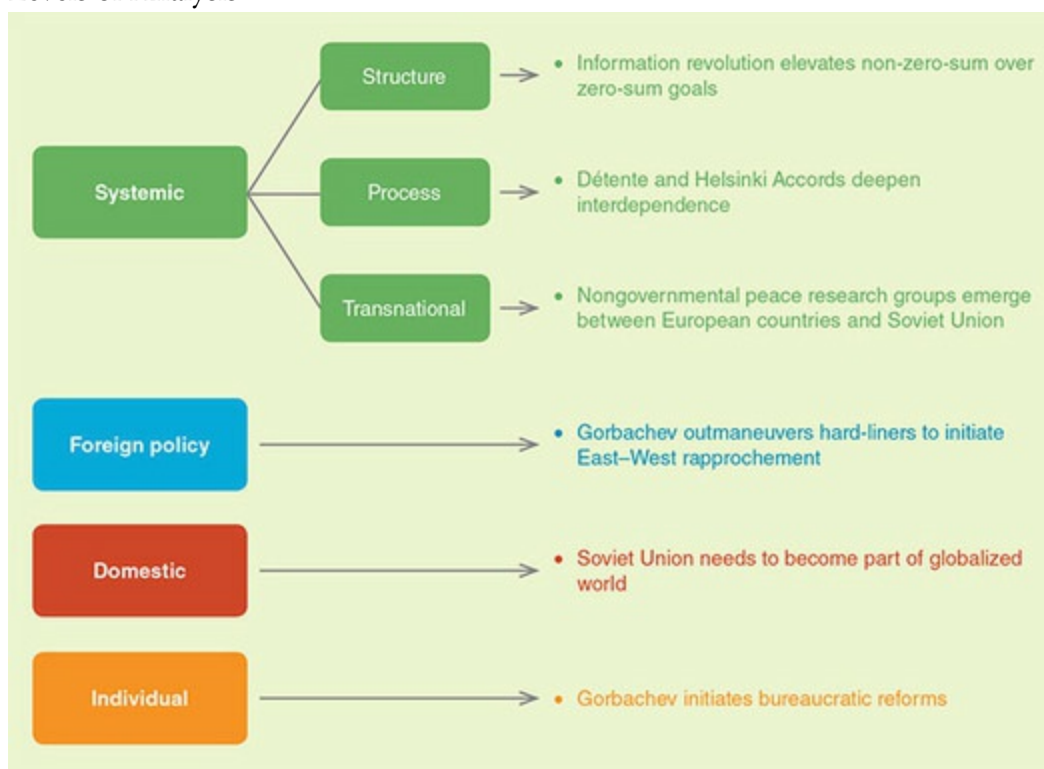 Structure
• Information revolution elevates non-zero-sum over
zero-sum goals
Systemic
Process
• Détente and Helsinki Accords deepen
interdependence
Transnational
• Nongovernmental peace research groups emerge
between European countries and Soviet Union
Foreign policy
• Gorbachev outmaneuvers hard-liners to initiate
East–West rapprochement
Domestic
• Soviet Union needs to become part of globalized
world
Individual
• Gorbachev initiates bureaucratic reforms